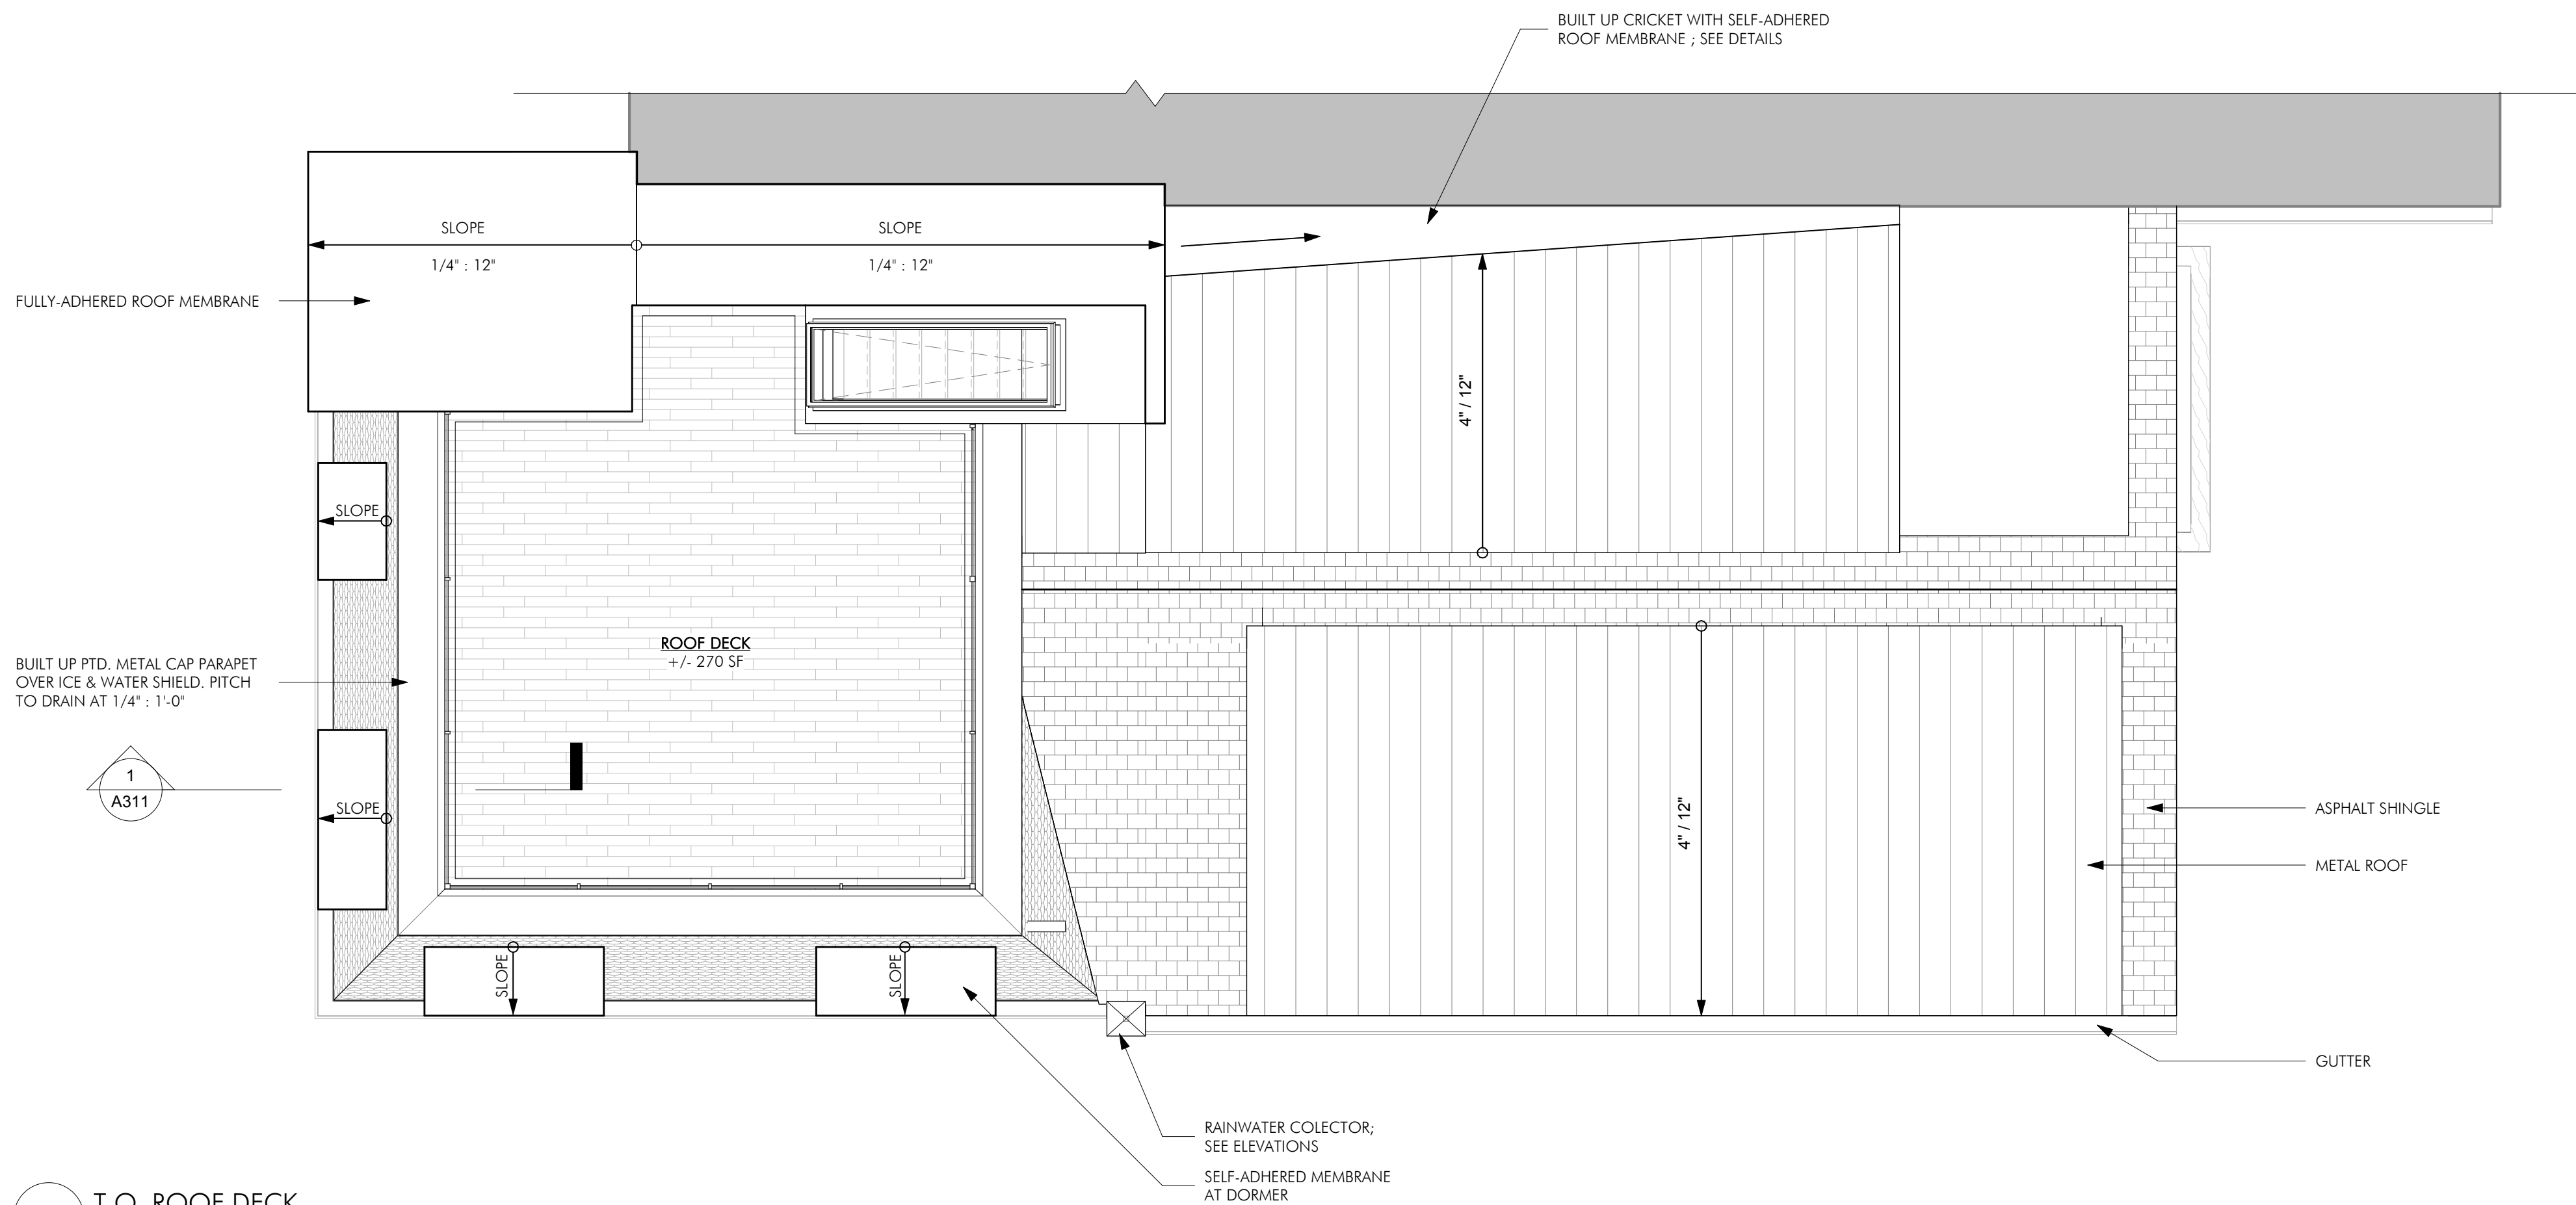 BUILT UP CRICKET WITH SELF-ADHERED
ROOF MEMBRANE ; SEE DETAILS
SLOPE
1/4" : 12"
SLOPE
1/4" : 12"
FULLY-ADHERED ROOF MEMBRANE
4" / 12"
SLOPE
ROOF DECK
+/- 270 SF
BUILT UP PTD. METAL CAP PARAPET
OVER ICE & WATER SHIELD. PITCH
TO DRAIN AT 1/4" : 1'-0"
1
A311
SLOPE
4" / 12"
ASPHALT SHINGLE
METAL ROOF
SLOPE
SLOPE
GUTTER
RAINWATER COLECTOR;
SEE ELEVATIONS
SELF-ADHERED MEMBRANE
AT DORMER
T.O. ROOF DECK